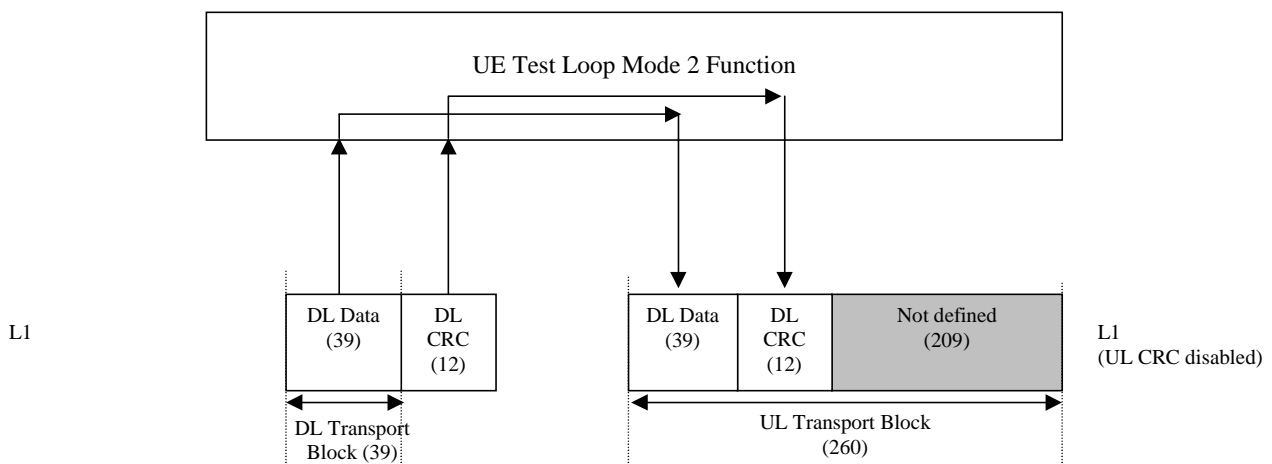 UE Test Loop Mode 2 Function
L1
DL Data
(39)
DL
CRC
(12)
DL Transport
Block (39)
DL Data
(39)
DL
CRC
(12)
Not defined
(209)
UL Transport Block
(260)
L1
(UL CRC disabled)